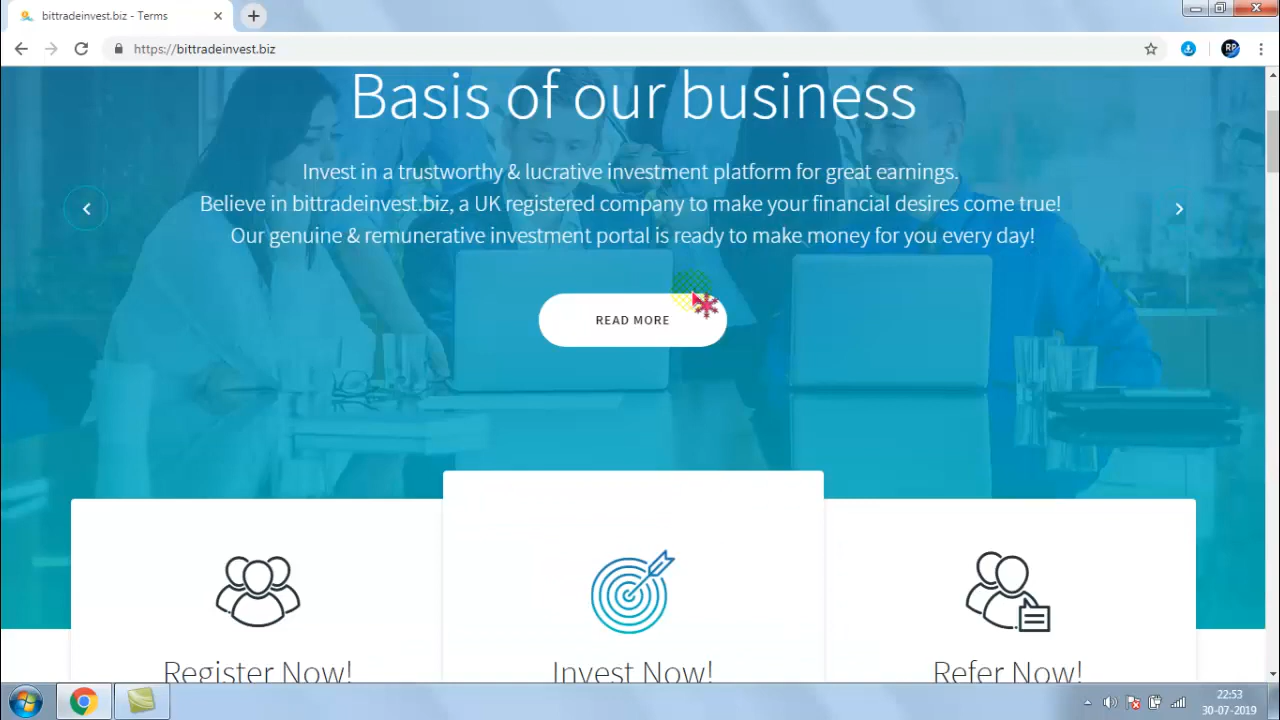 bittradeinvest.biz - Terms
https://bittradeinvest.biz
RP
Basis of our business
Invest in a trustworthy & lucrative investment platform for great earnings.
Believe in bittradeinvest.biz, a UK registered company to make your financial desires come true!
Our genuine & remunerative investment portal is ready to make money for you every day!
READ MORE
Register Now!
Invest Now!
Refer Now!
22:53
30-07-2019